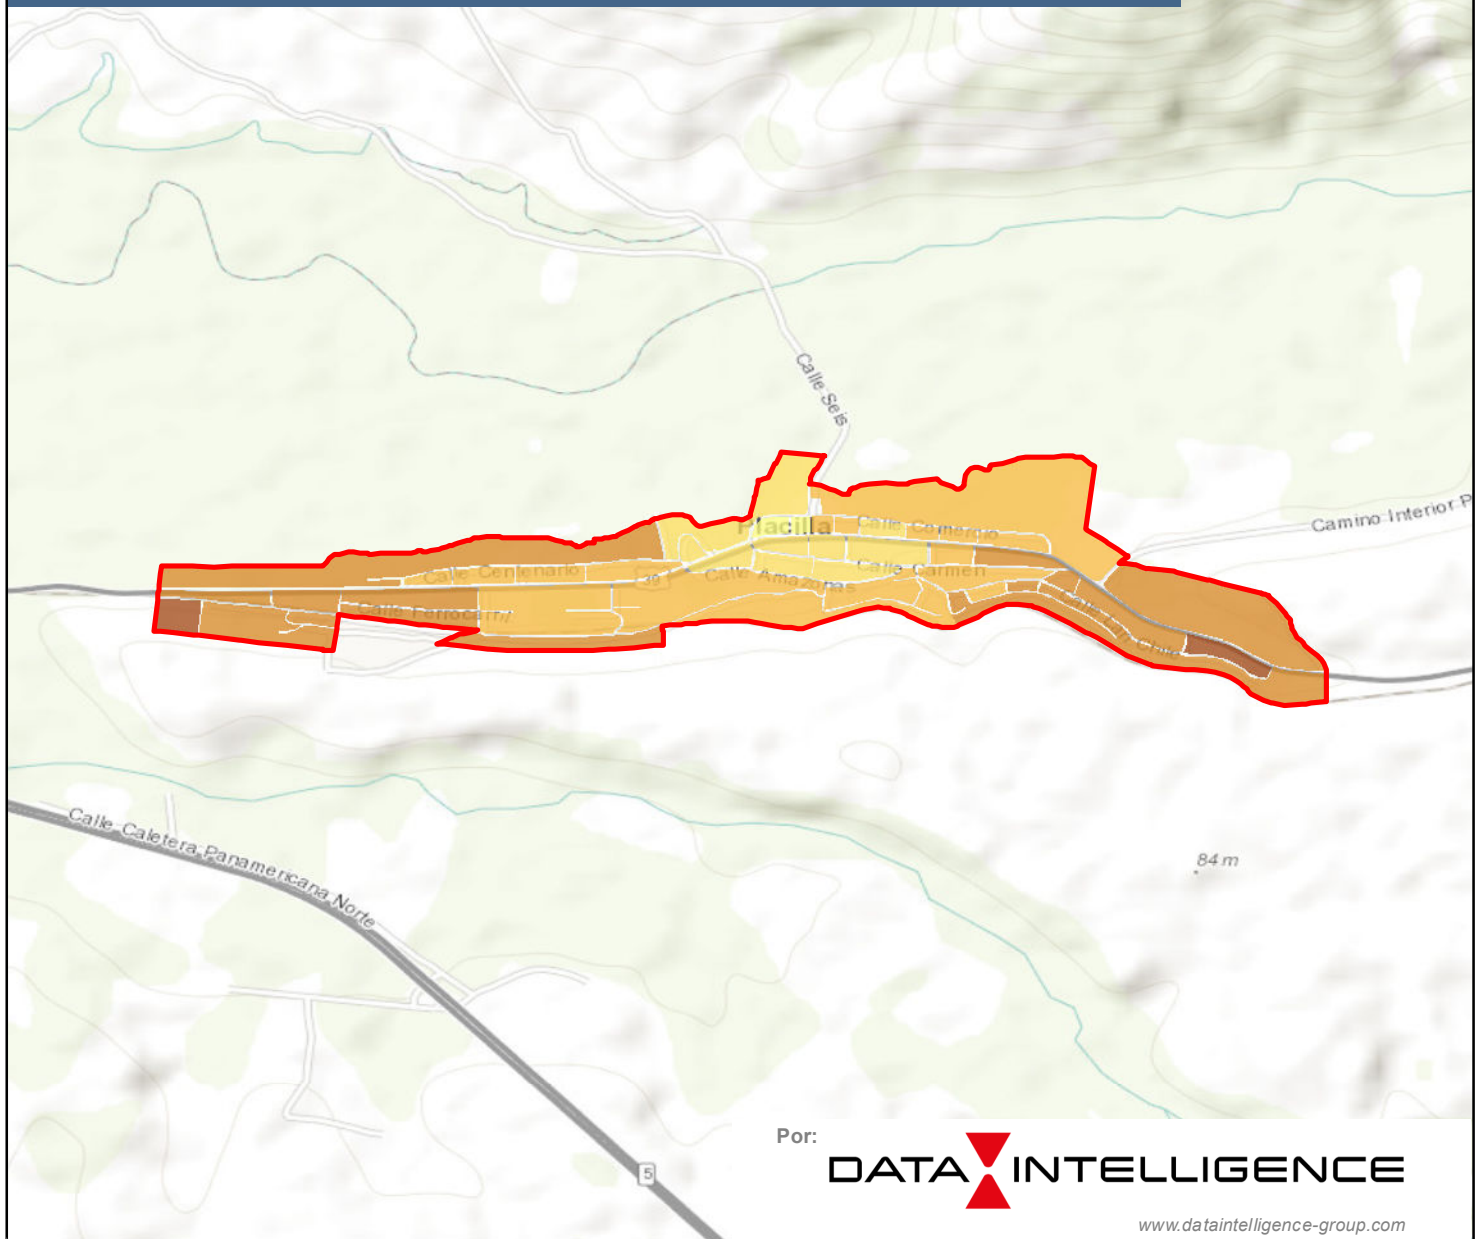 Calle Seis
Camino Interior P
Placilla
Calle Comercio
Calle Centenario
39
Calle Amazonas
Calle Carmen
Calle Ferrocarril
Chile
84 m
Calle Caletera Panamericana Norte
5
Por:
DATA INTELLIGENCE
www.dataintelligence-group.com